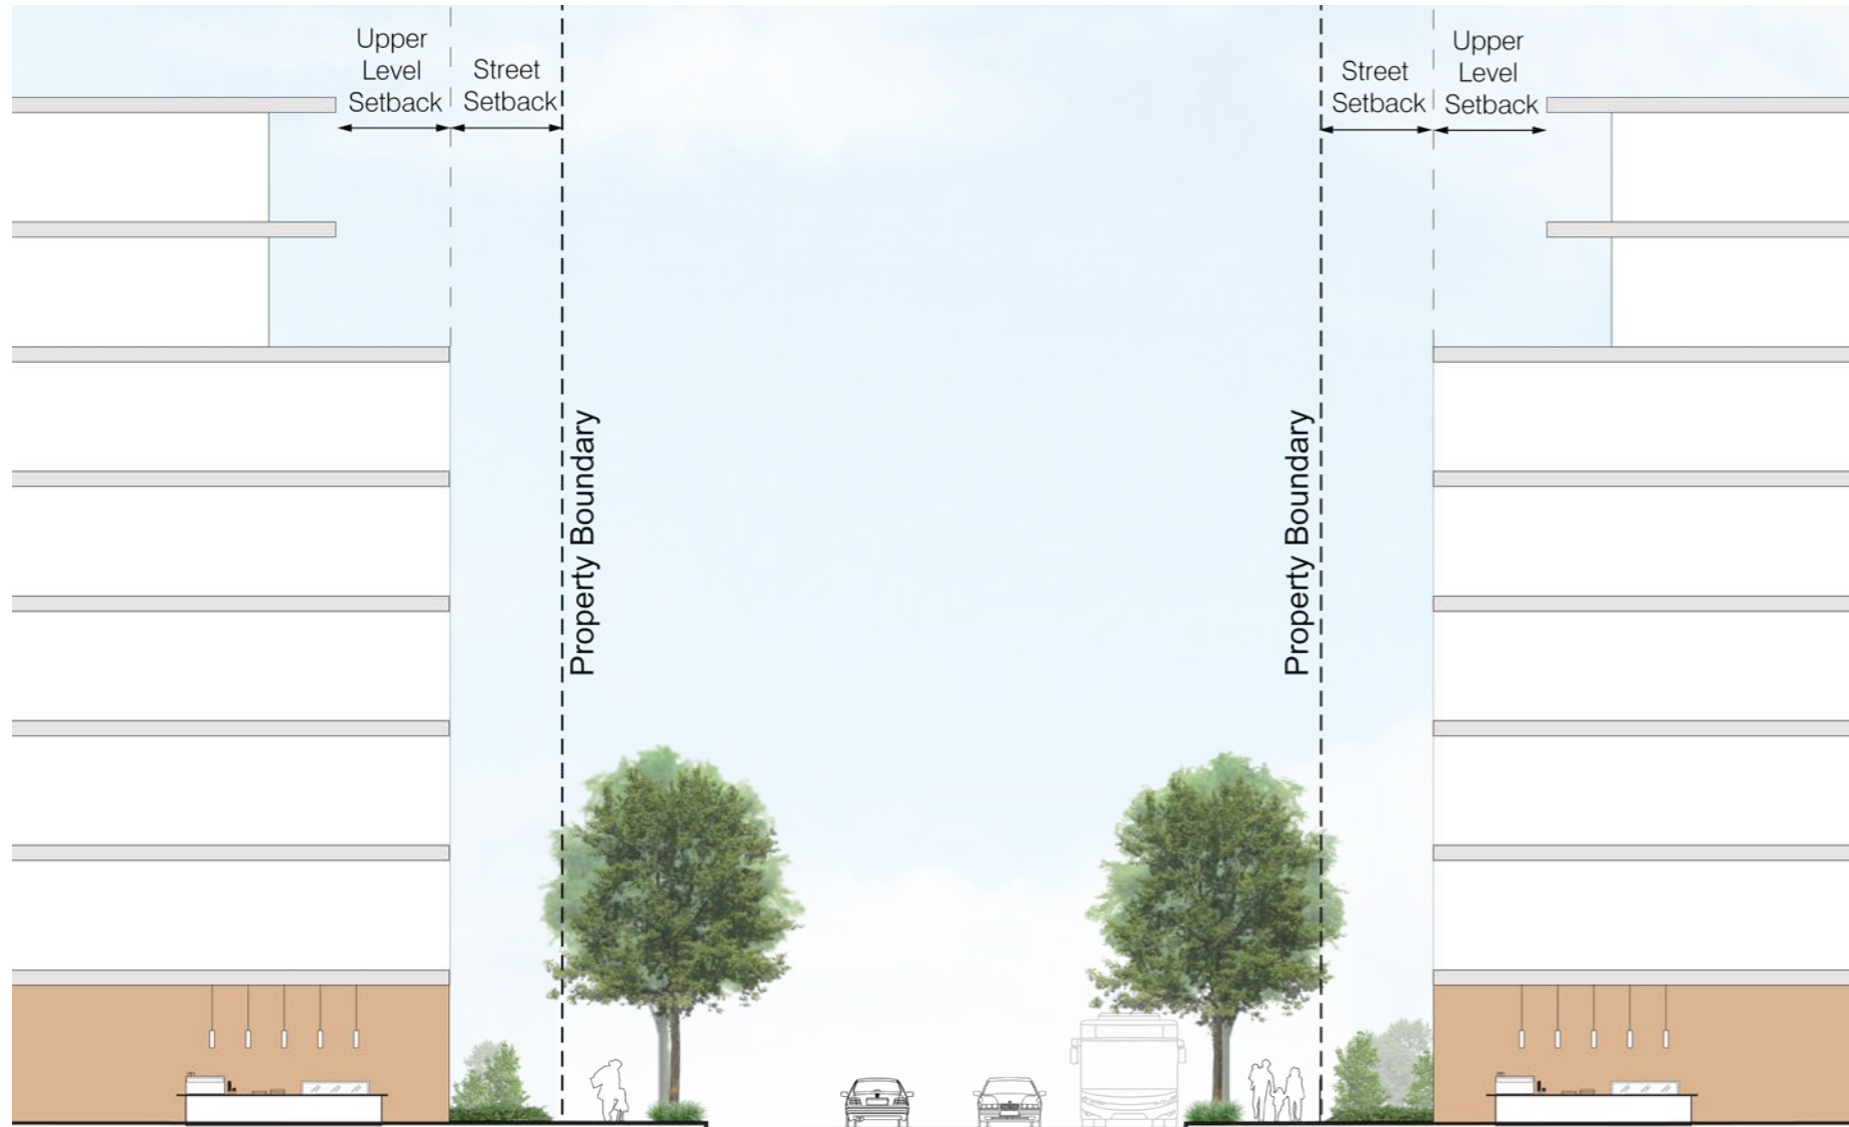 Upper
Level
Setback
Street
Setback
Street
Setback
Upper
Level
Setback
Property Boundary
Property Boundary